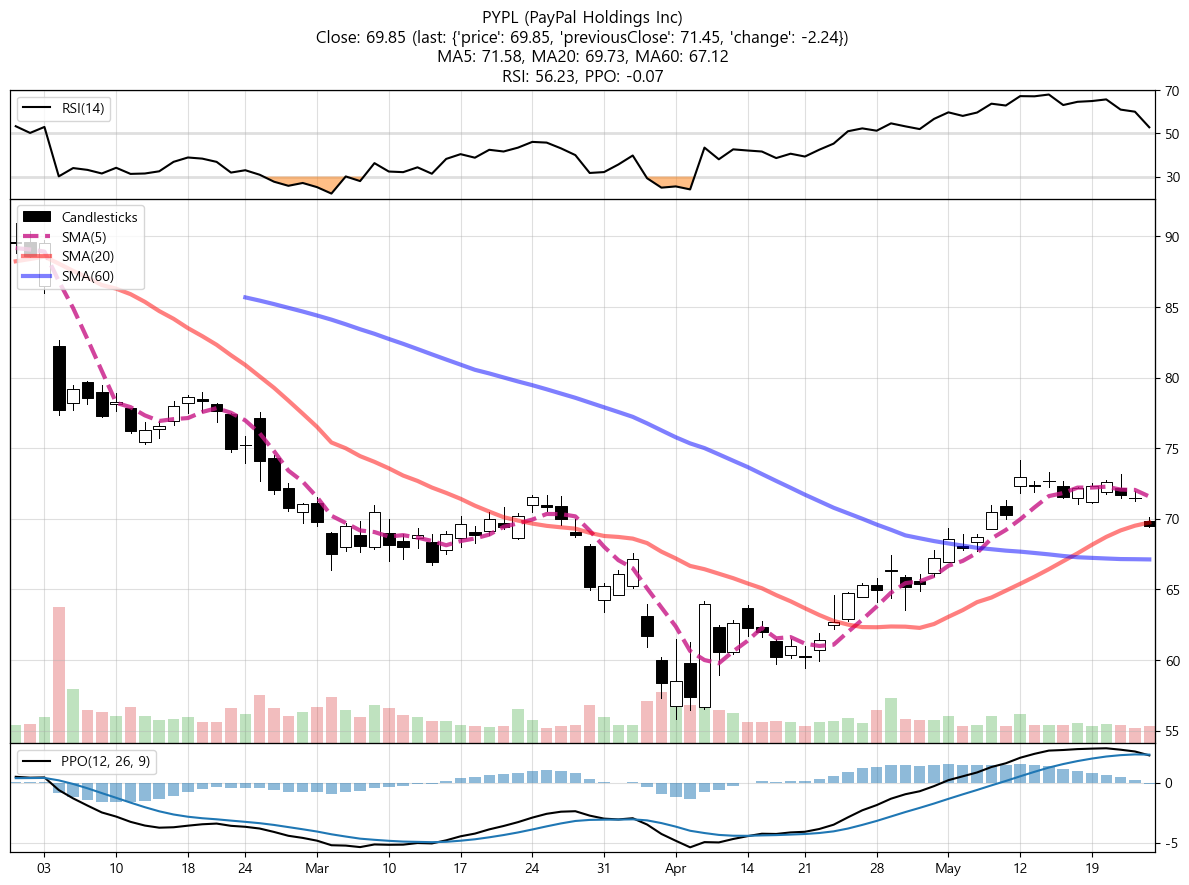 PYPL (PayPal Holdings Inc)
Close: 69.85 (last: {'price': 69.85, 'previousClose': 71.45, 'change': -2.24})
MA5: 71.58, MA20: 69.73, MA60: 67.12
RSI: 56.23, PPO: -0.07
RSI(14)
70
50
30
Candlesticks
SMA(5)
SMA(20)
SMA(60)
90
85
80
75
70
65
60
55
PPO(12, 26, 9)
0
-5
03 10 18 24 Mar 10 17 24 31 Apr 14 21 28 May 12 19